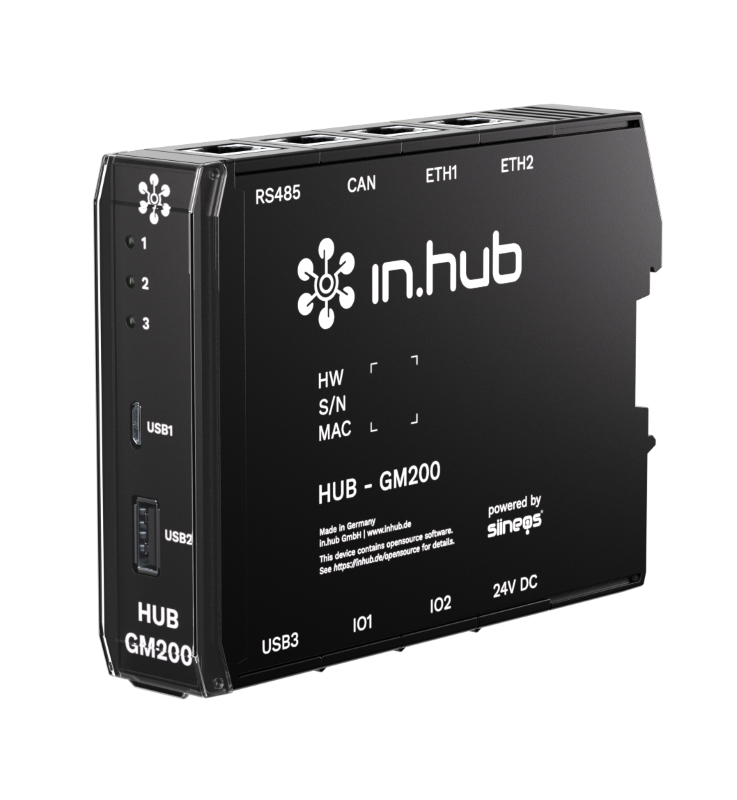 RS485
CAN
ETH1
ETH2
1
2
3
in.hub
HW
S/N
MAC
USB1
HUB - GM200
USB2
Made in Germany
in.hub GmbH | www.inhub.de
This device contains opensource software.
See https://inhub.de/opensource for details.
powered by
siineqs
HUB
GM200
USB3
IO1
IO2
24V DC